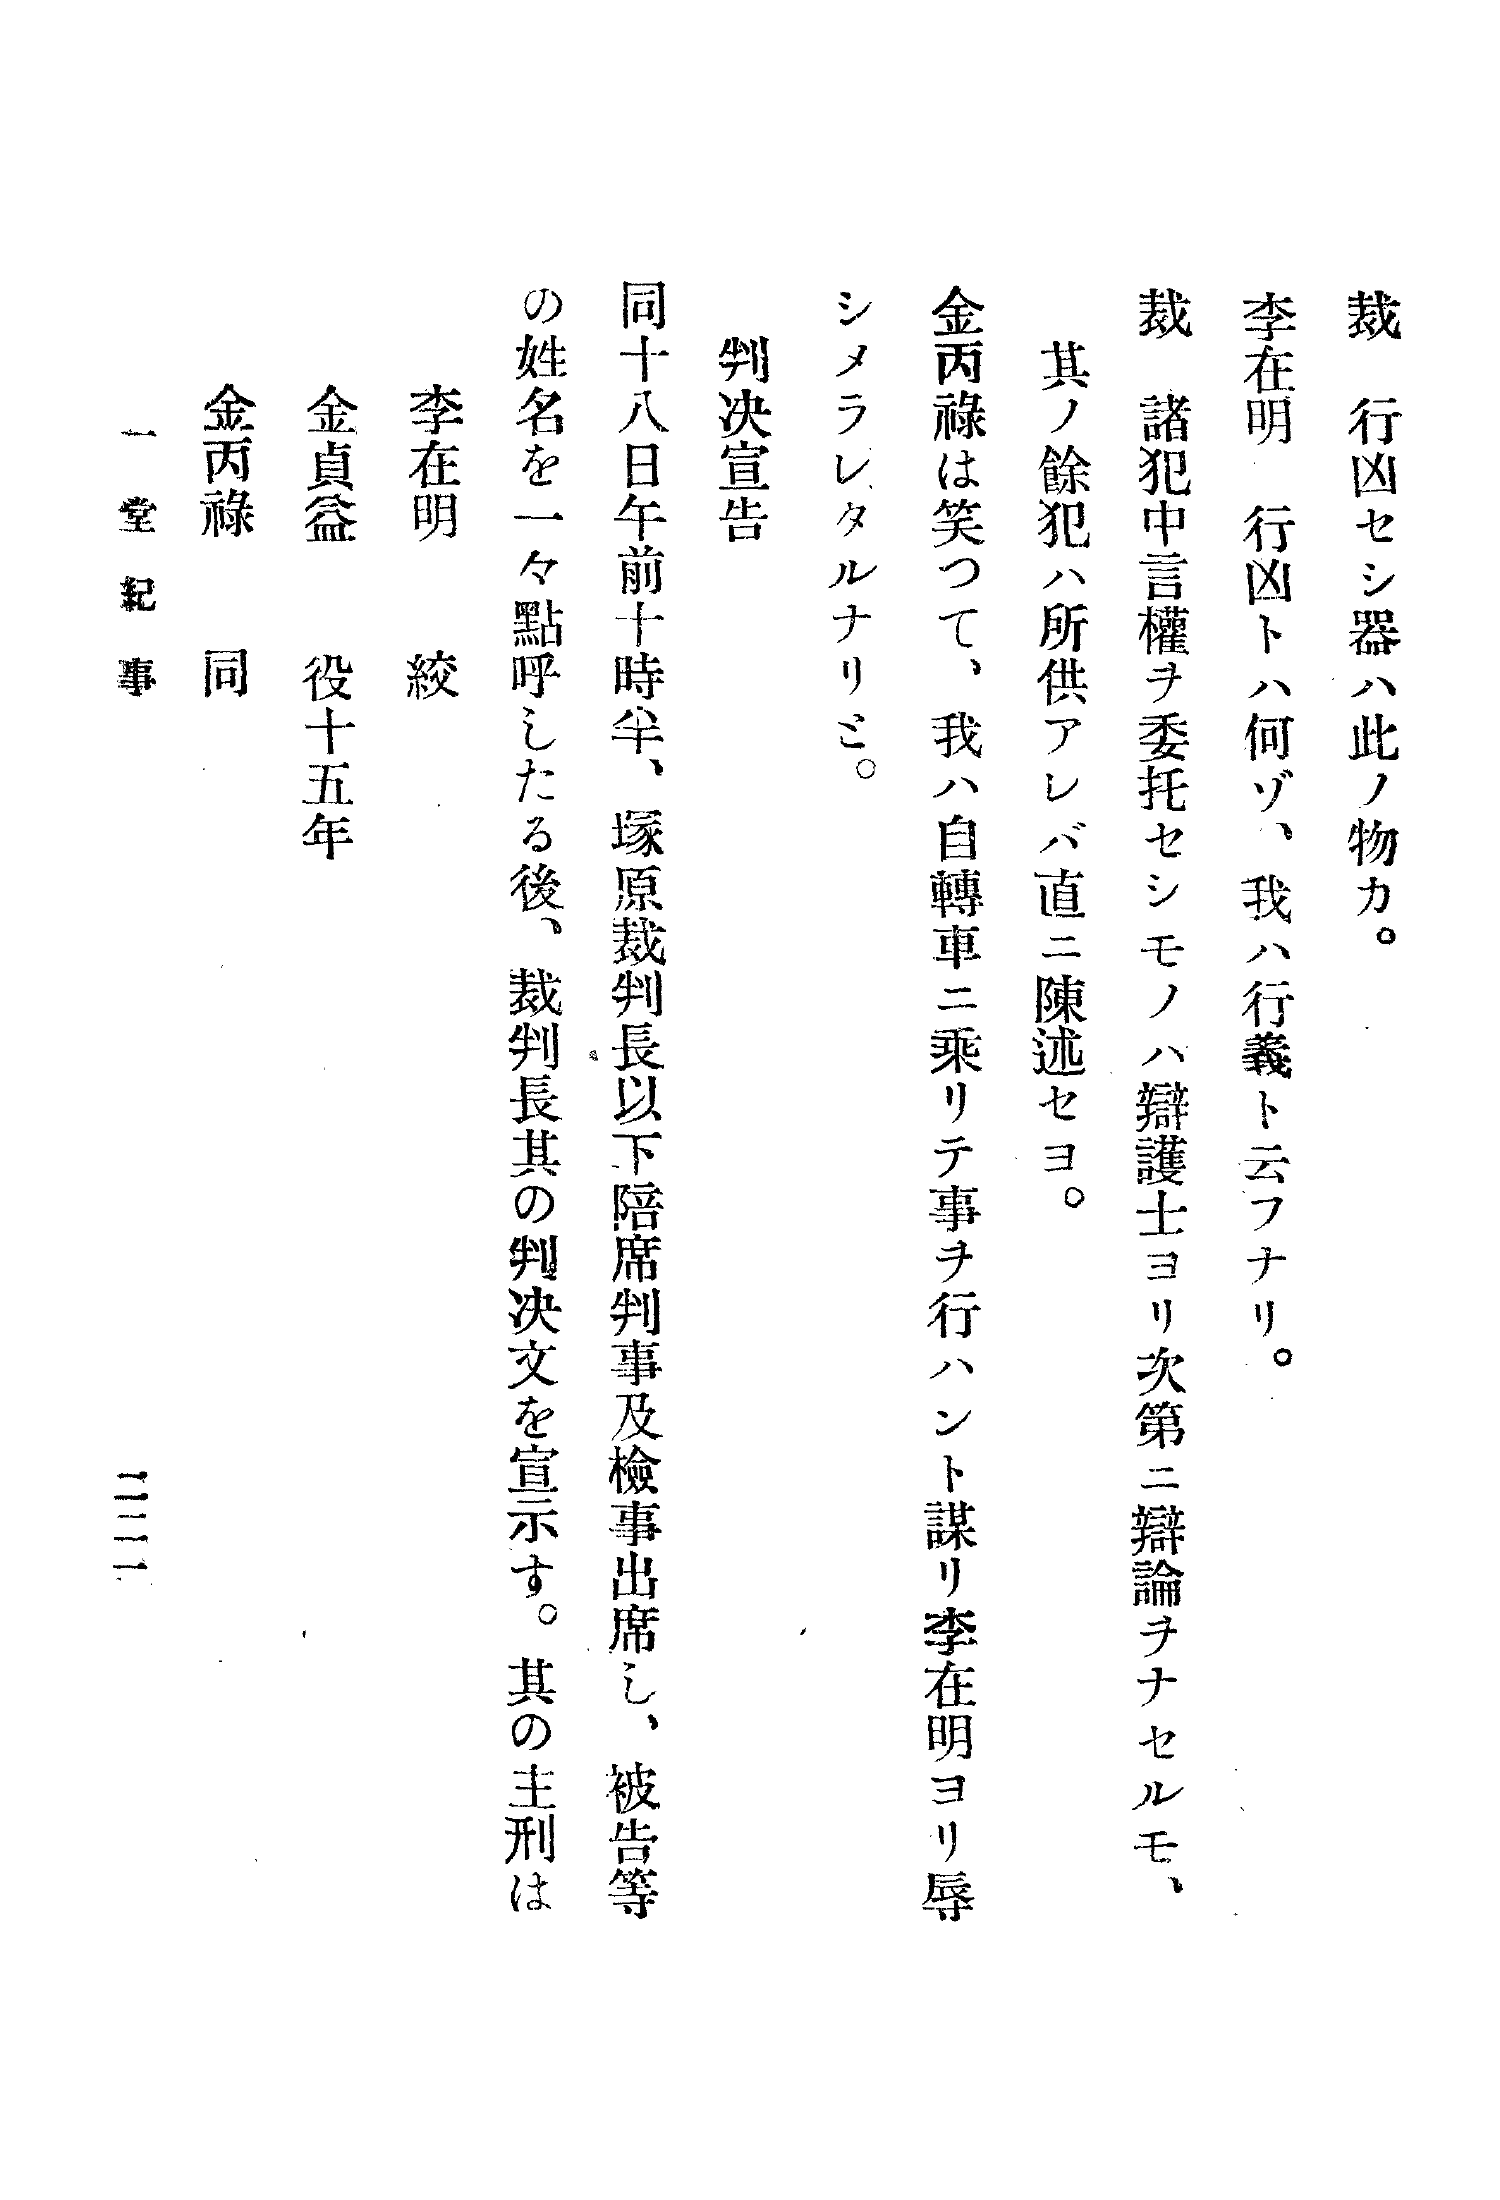 裁　行凶セシ器ハ此ノ物カ。
李在明　行凶トハ何ゾ、我ハ行義ト云フナリ。
裁　諸犯中言權ヲ委托セシモノハ辯護士ヨリ次第ニ辯論ヲナセルモ、
其ノ餘犯ハ所供アレバ直ニ陳述セヨ。
金丙祿は笑つて、我ハ自轉車ニ乘リテ事ヲ行ハント謀リ李在明ヨリ辱
シメラレタルナリと。
判決宣告
同十八日午前十時半、塚原裁判長以下陪席判事及檢事出席し、被告等
の姓名を一々點呼したる後、裁判長其の判決文を宣示す。其の主刑は
李在明　絞
金貞益　役十五年
金丙祿　同
一堂紀事　二二一